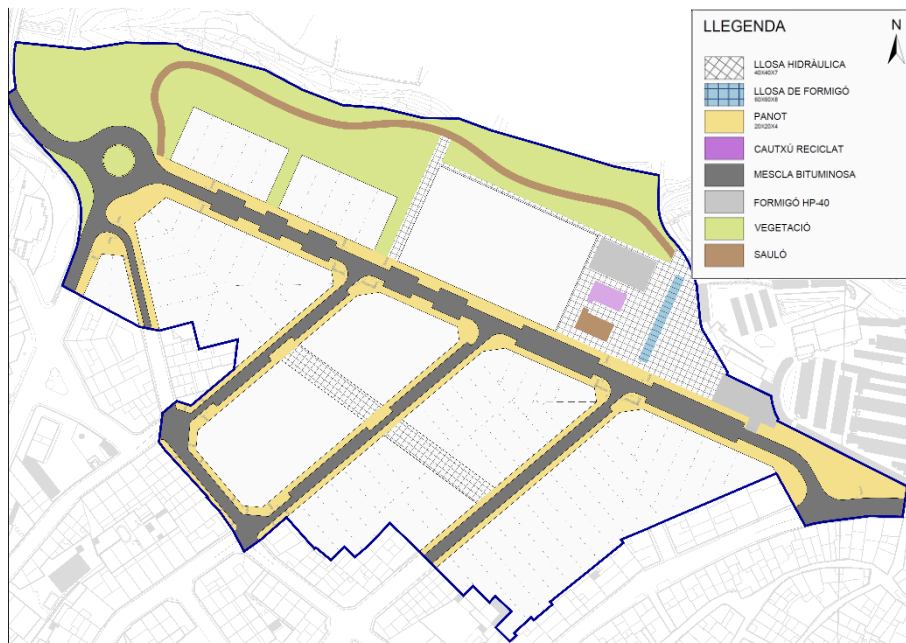 LLEGENDA
N
LLOSA HIDRÀULICA
40X40X7
LLOSA DE FORMIGÓ
60X60X8
PANOT
20X20X4
CAUTXÚ RECICLAT
MESCLA BITUMINOSA
FORMIGÓ HP-40
VEGETACIÓ
SAULÓ